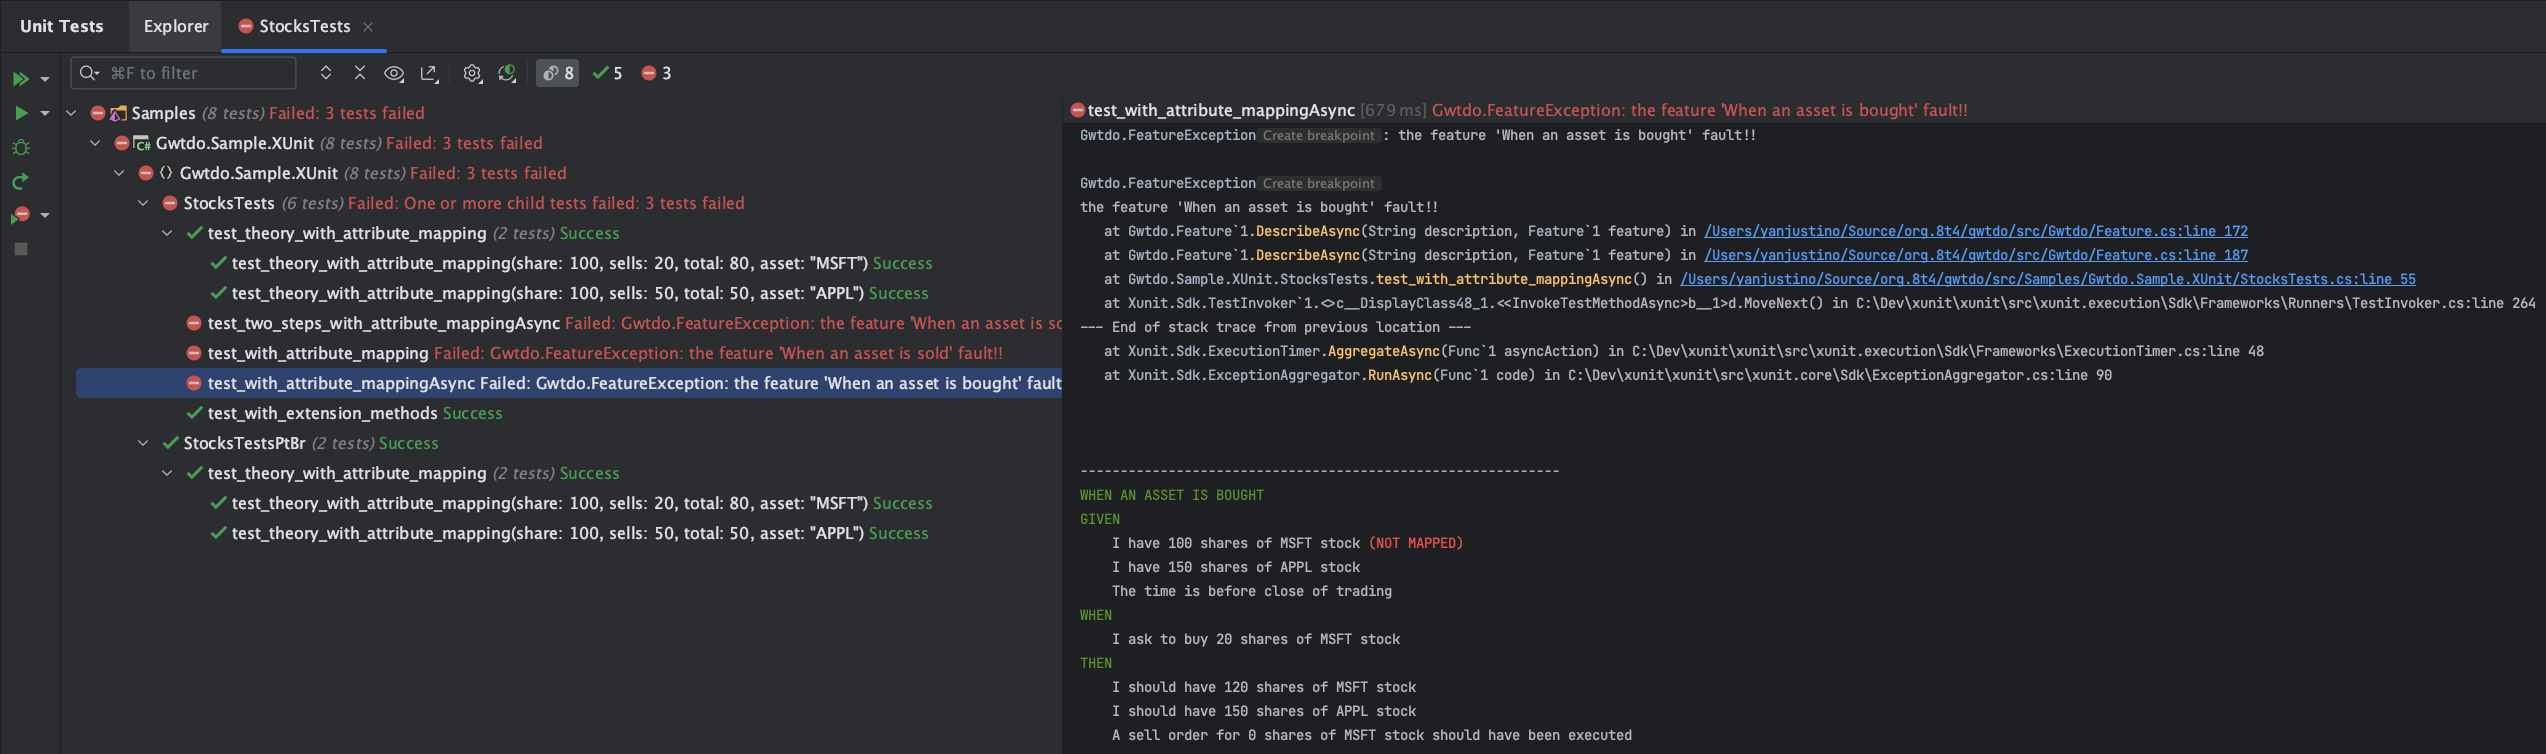 Unit Tests Explorer StocksTests ×
⌘F to filter 8 5 3
Samples (8 tests) Failed: 3 tests failed
C# Gwtdo.Sample.XUnit (8 tests) Failed: 3 tests failed
Gwtdo.Sample.XUnit (8 tests) Failed: 3 tests failed
StocksTests (6 tests) Failed: One or more child tests failed: 3 tests failed
test_theory_with_attribute_mapping (2 tests) Success
test_theory_with_attribute_mapping(share: 100, sells: 20, total: 80, asset: "MSFT") Success
test_theory_with_attribute_mapping(share: 100, sells: 50, total: 50, asset: "APPL") Success
test_two_steps_with_attribute_mappingAsync Failed: Gwtdo.FeatureException: the feature 'When an asset is so
test_with_attribute_mapping Failed: Gwtdo.FeatureException: the feature 'When an asset is sold' fault!!
test_with_attribute_mappingAsync Failed: Gwtdo.FeatureException: the feature 'When an asset is bought' fault
test_with_extension_methods Success
StocksTestsPtBr (2 tests) Success
test_theory_with_attribute_mapping (2 tests) Success
test_theory_with_attribute_mapping(share: 100, sells: 20, total: 80, asset: "MSFT") Success
test_theory_with_attribute_mapping(share: 100, sells: 50, total: 50, asset: "APPL") Success
test_with_attribute_mappingAsync [679 ms] Gwtdo.FeatureException: the feature 'When an asset is bought' fault!!
Gwtdo.FeatureException Create breakpoint : the feature 'When an asset is bought' fault!!
Gwtdo.FeatureException Create breakpoint
the feature 'When an asset is bought' fault!!
at Gwtdo.Feature`1.DescribeAsync(String description, Feature`1 feature) in /Users/yanjustino/Source/org.8t4/gwtdo/src/Gwtdo/Feature.cs:line 172
at Gwtdo.Feature`1.DescribeAsync(String description, Feature`1 feature) in /Users/yanjustino/Source/org.8t4/gwtdo/src/Gwtdo/Feature.cs:line 187
at Gwtdo.Sample.XUnit.StocksTests.test_with_attribute_mappingAsync() in /Users/yanjustino/Source/org.8t4/gwtdo/src/Samples/Gwtdo.Sample.XUnit/StocksTests.cs:line 55
at Xunit.Sdk.TestInvoker`1.<>c__DisplayClass48_1.<<InvokeTestMethodAsync>b__1>d.MoveNext() in C:\Dev\xunit\xunit\src\xunit.execution\Sdk\Frameworks\Runners\TestInvoker.cs:line 264
--- End of stack trace from previous location ---
at Xunit.Sdk.ExecutionTimer.AggregateAsync(Func`1 asyncAction) in C:\Dev\xunit\xunit\src\xunit.execution\Sdk\Frameworks\ExecutionTimer.cs:line 48
at Xunit.Sdk.ExceptionAggregator.RunAsync(Func`1 code) in C:\Dev\xunit\xunit\src\xunit.core\Sdk\ExceptionAggregator.cs:line 90
------------------------------------------------------------
WHEN AN ASSET IS BOUGHT
GIVEN
I have 100 shares of MSFT stock (NOT MAPPED)
I have 150 shares of APPL stock
The time is before close of trading
WHEN
I ask to buy 20 shares of MSFT stock
THEN
I should have 120 shares of MSFT stock
I should have 150 shares of APPL stock
A sell order for 0 shares of MSFT stock should have been executed